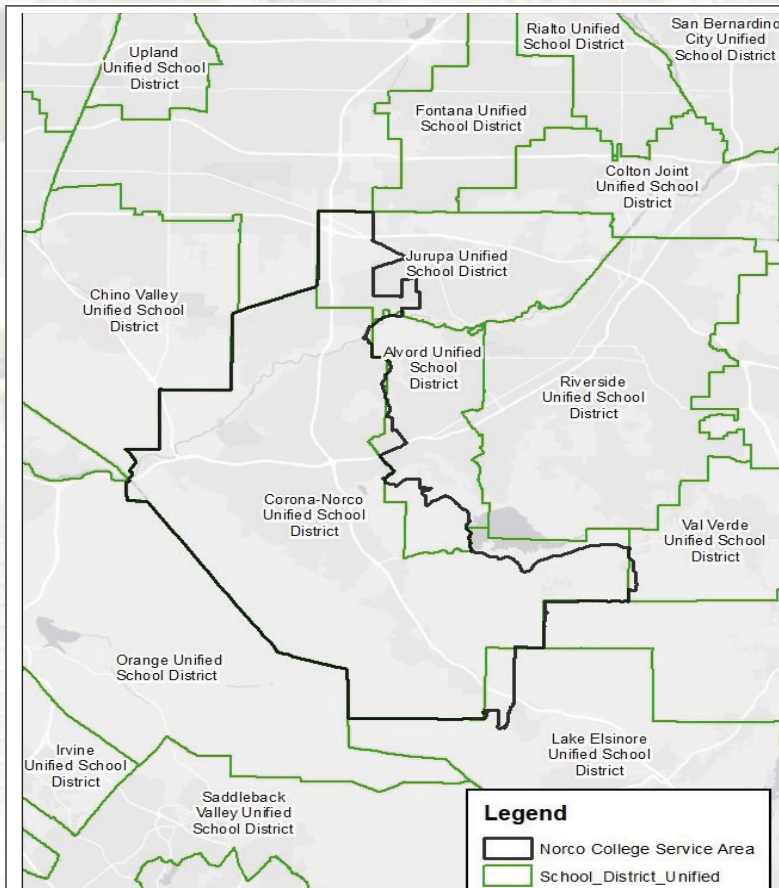 Upland
Unified School
District
Rialto Unified
School District
San Bernardino
City Unified
School District
Fontana Unified
School District
Colton Joint
Unified School
District
Jurupa Unified
School District
Chino Valley
Unified School
District
Alvord Unified
School
District
Riverside
Unified School
District
Corona-Norco
Unified School
District
Val Verde
Unified School
District
Orange Unified
School District
Lake Elsinore
Unified School
District
Irvine
Unified School
District
Saddleback
Valley Unified
School District
Legend
Norco College Service Area
School_District_Unified